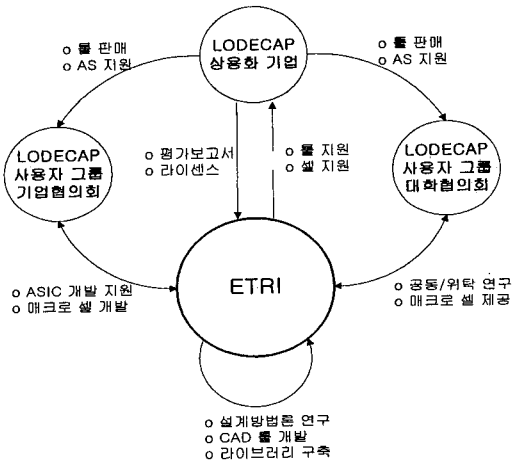 LODECAP
상용화 기업
o 툴 판매
o AS 지원
o 툴 판매
o AS 지원
LODECAP
사용자 그룹
기업협의회
o 평가보고서
o 라이센스
o 툴 지원
o 셀 지원
LODECAP
사용자 그룹
대학협의회
ETRI
o ASIC 개발 지원
o 매크로 셀 개발
o 공동/위탁 연구
o 매크로 셀 제공
o 설계방법론 연구
o CAD 툴 개발
o 라이브러리 구축